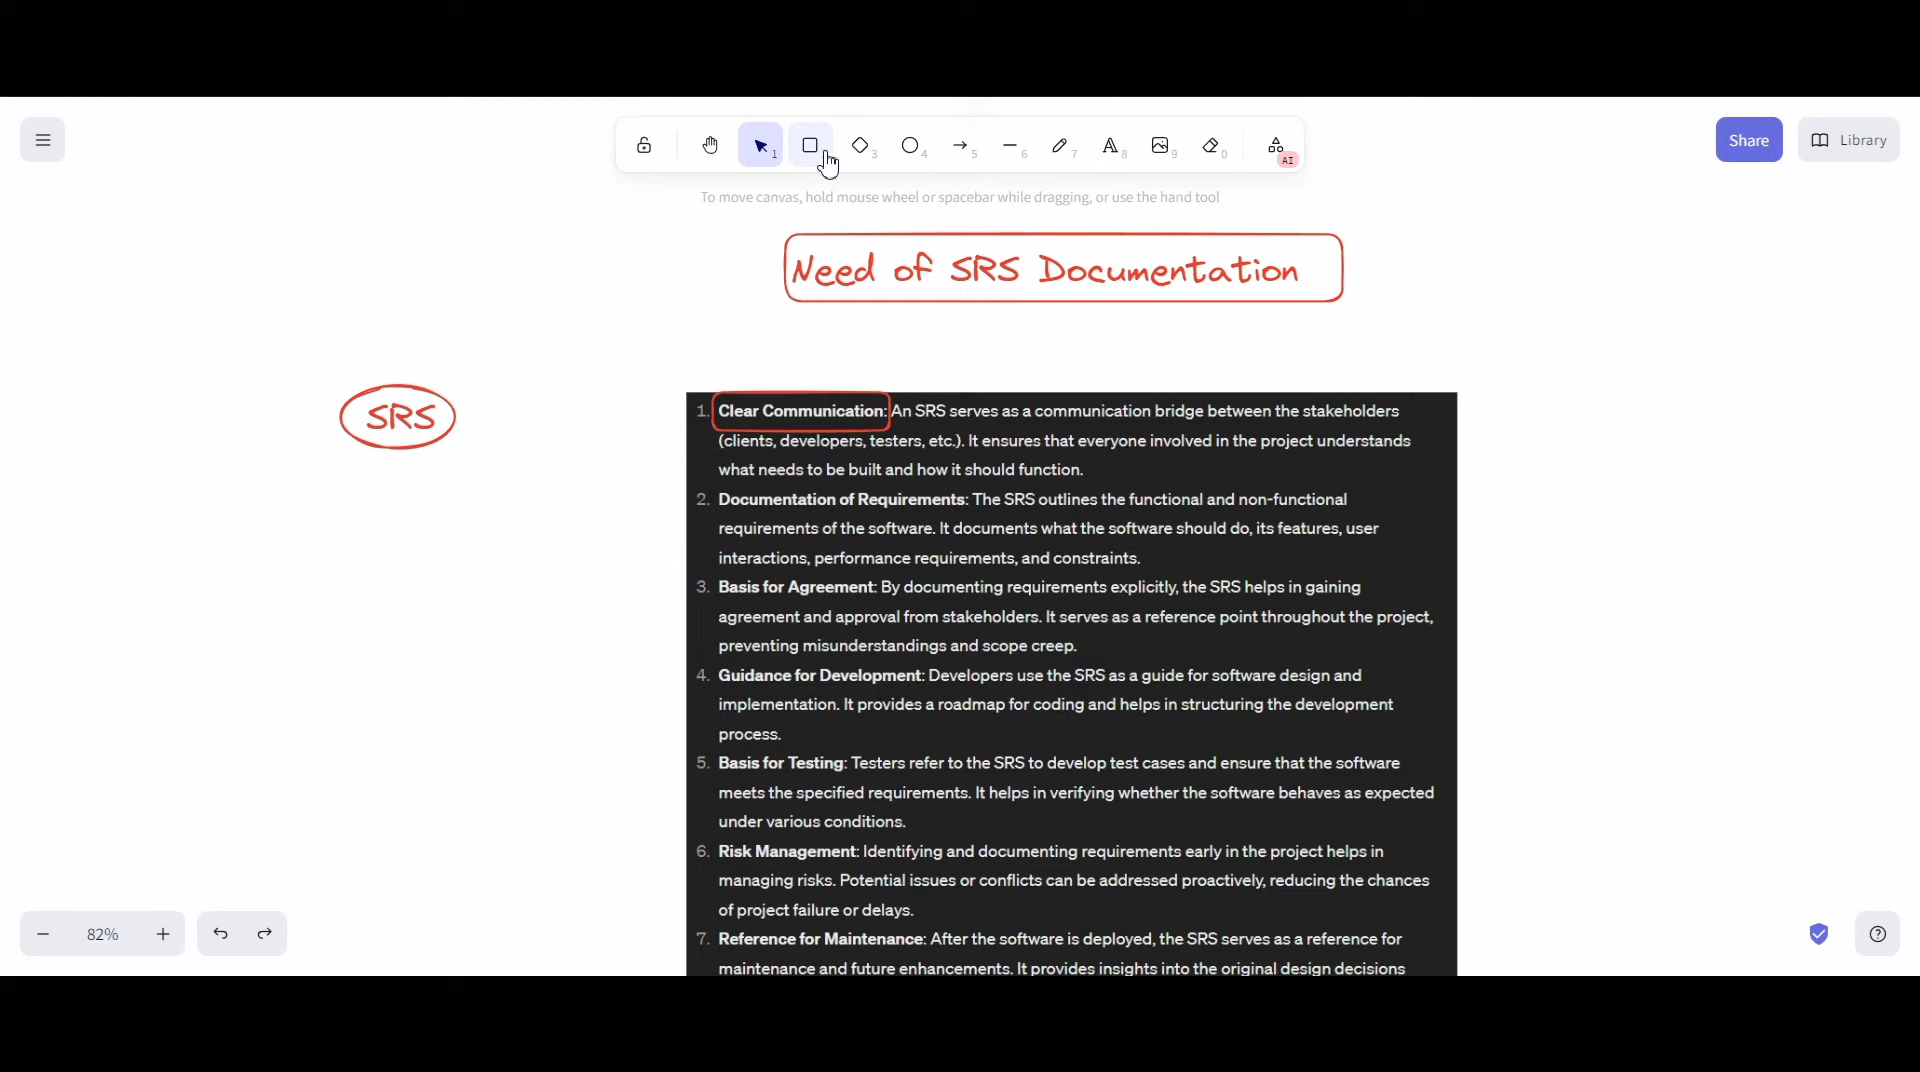 1
3
4
5
6
7
A 8
9
0
AI
Share
Library
To move canvas, hold mouse wheel or spacebar while dragging, or use the hand tool
Need of SRS Documentation
SRS
1. Clear Communication: An SRS serves as a communication bridge between the stakeholders
(clients, developers, testers, etc.). It ensures that everyone involved in the project understands
what needs to be built and how it should function.
2. Documentation of Requirements: The SRS outlines the functional and non-functional
requirements of the software. It documents what the software should do, its features, user
interactions, performance requirements, and constraints.
3. Basis for Agreement: By documenting requirements explicitly, the SRS helps in gaining
agreement and approval from stakeholders. It serves as a reference point throughout the project,
preventing misunderstandings and scope creep.
4. Guidance for Development: Developers use the SRS as a guide for software design and
implementation. It provides a roadmap for coding and helps in structuring the development
process.
5. Basis for Testing: Testers refer to the SRS to develop test cases and ensure that the software
meets the specified requirements. It helps in verifying whether the software behaves as expected
under various conditions.
6. Risk Management: Identifying and documenting requirements early in the project helps in
managing risks. Potential issues or conflicts can be addressed proactively, reducing the chances
of project failure or delays.
7. Reference for Maintenance: After the software is deployed, the SRS serves as a reference for
maintenance and future enhancements. It provides insights into the original design decisions
82%